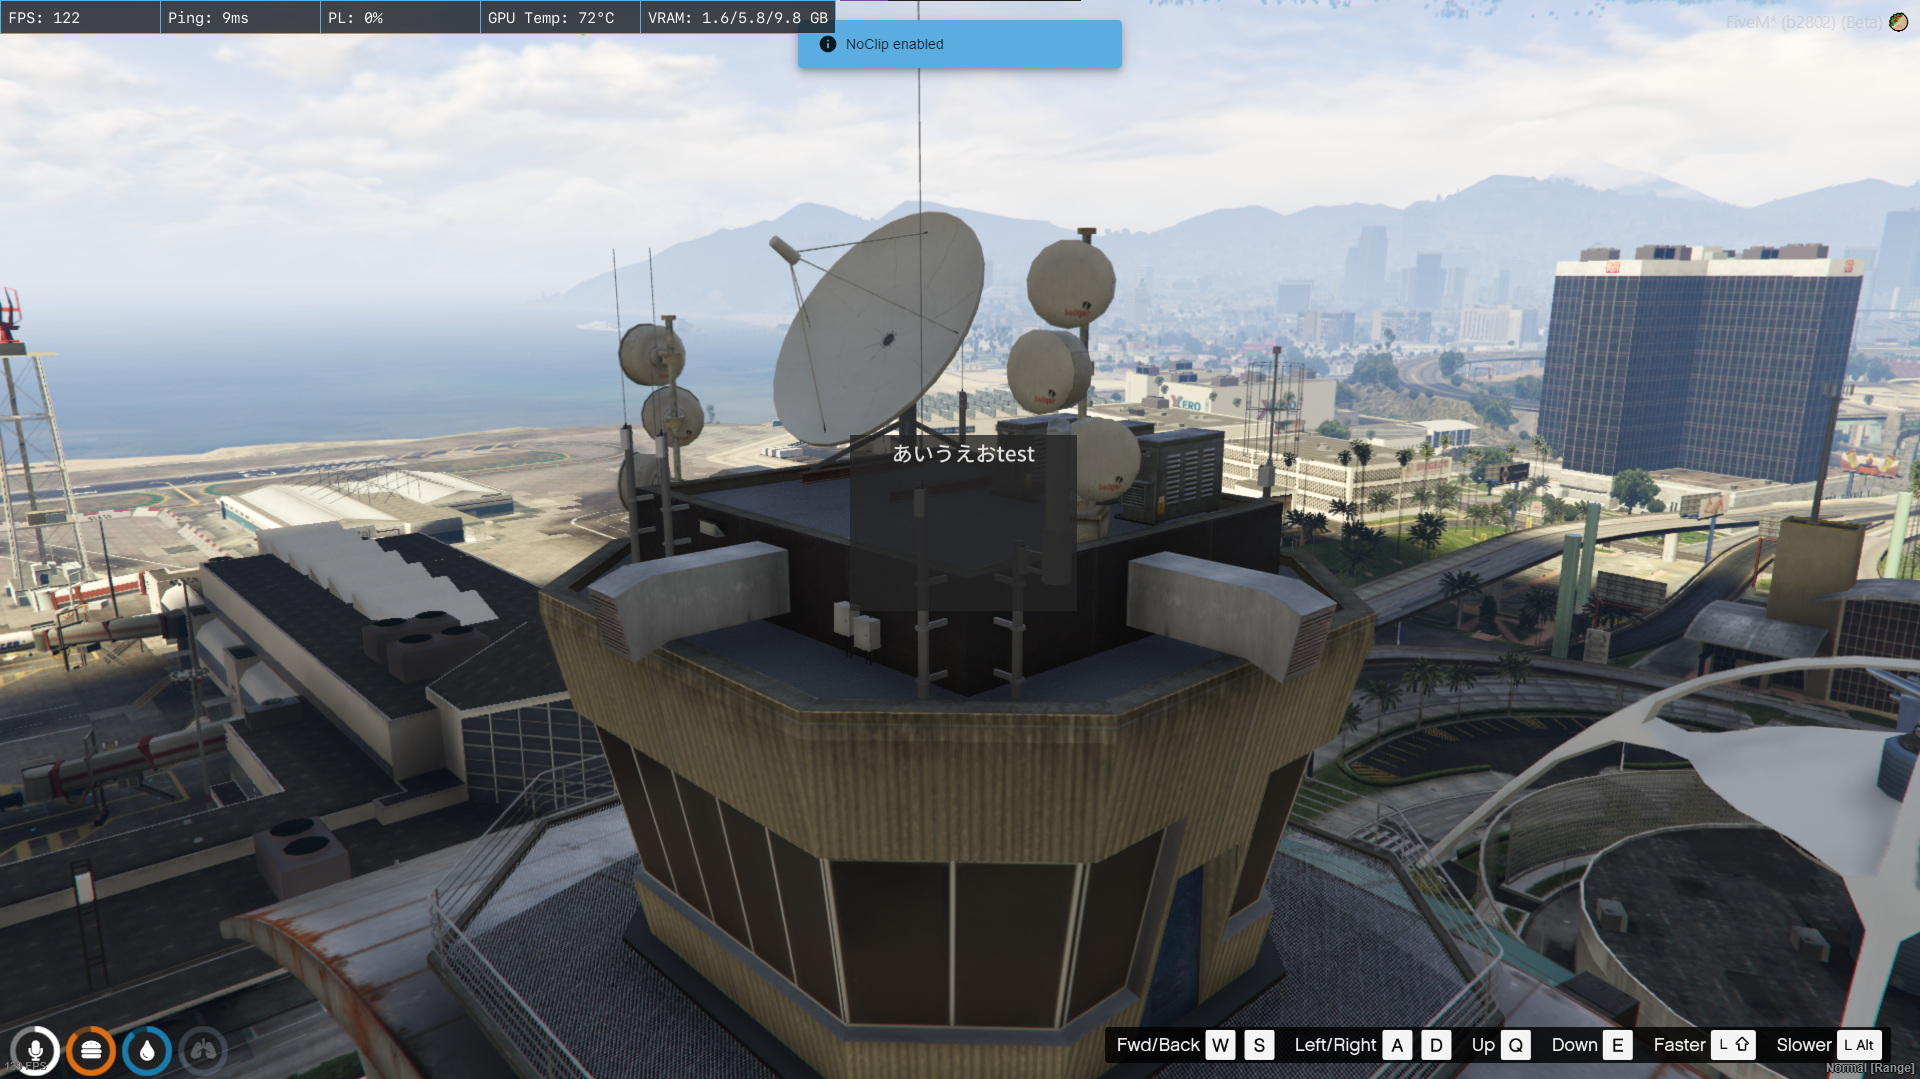 FPS: 122
Ping: 9ms
PL: 0%
GPU Temp: 72°C
VRAM: 1.6/5.8/9.8 GB
FiveM* (b2802) (Beta)
NoClip enabled
あいうえおtest
XERO
Fwd/Back W S Left/Right A D Up Q Down E Faster L ⇧ Slower L Alt
Normal [Range]